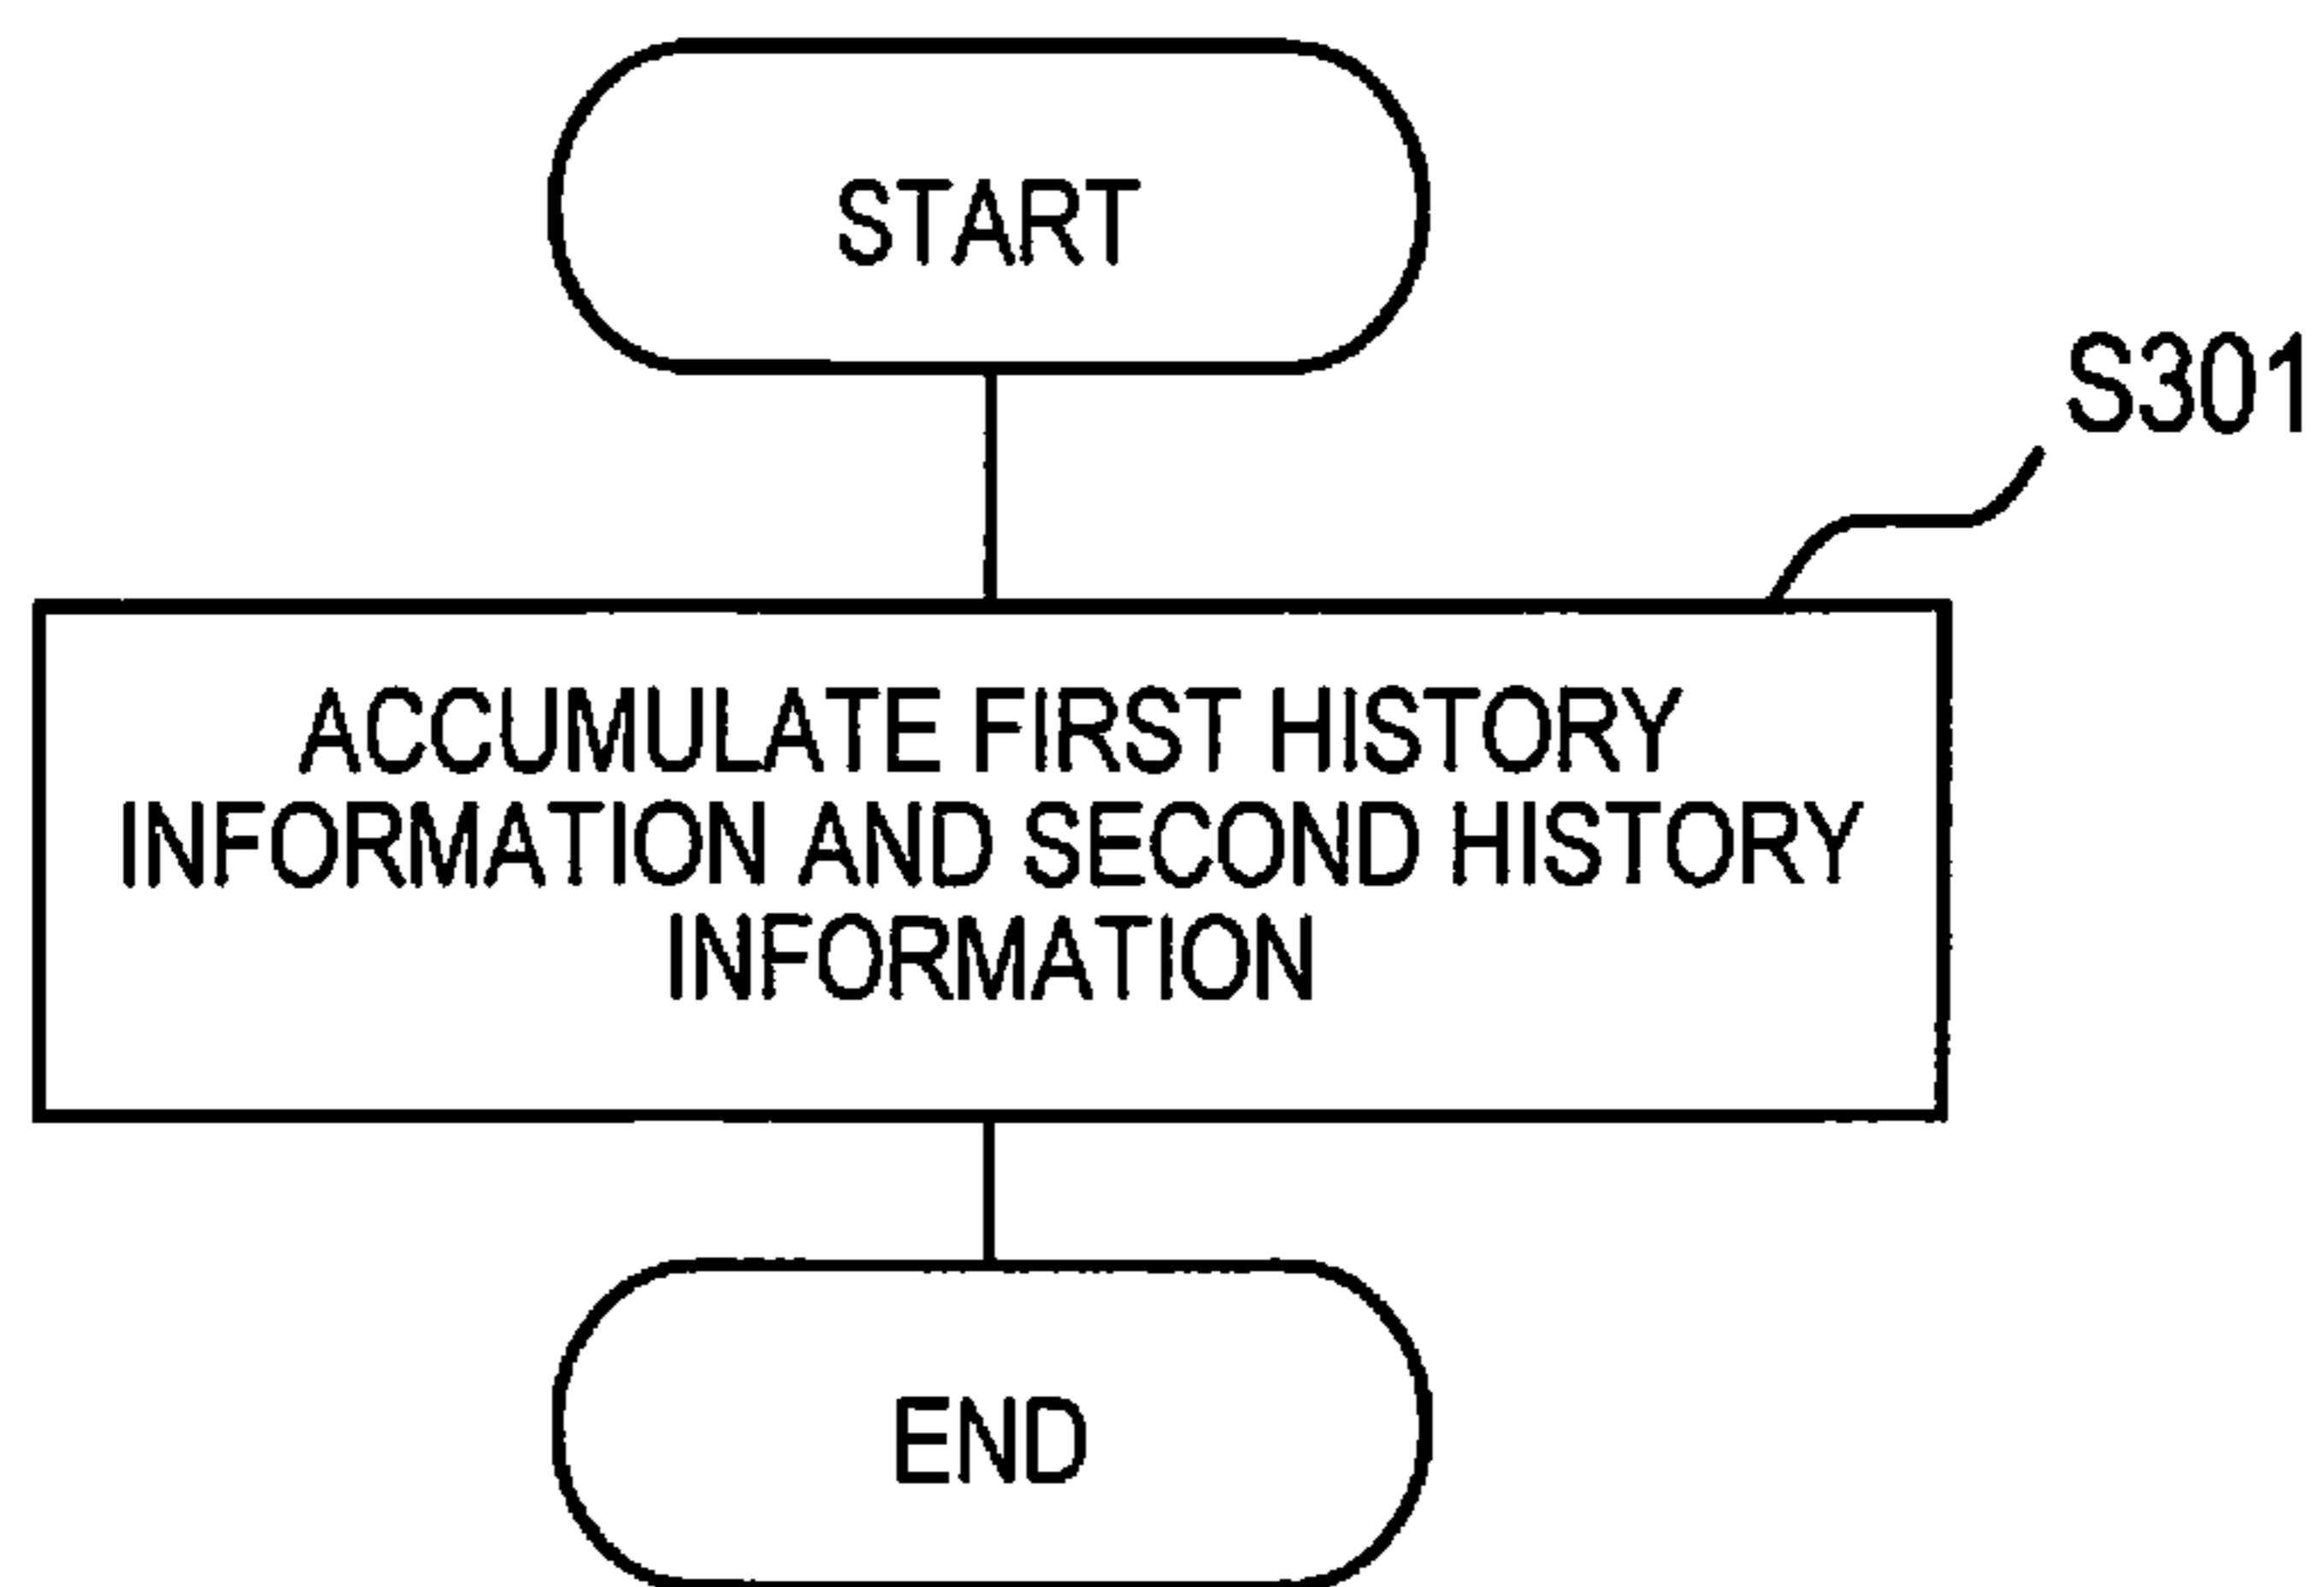 START
S301
ACCUMULATE FIRST HISTORY
INFORMATION AND SECOND HISTORY
INFORMATION
END